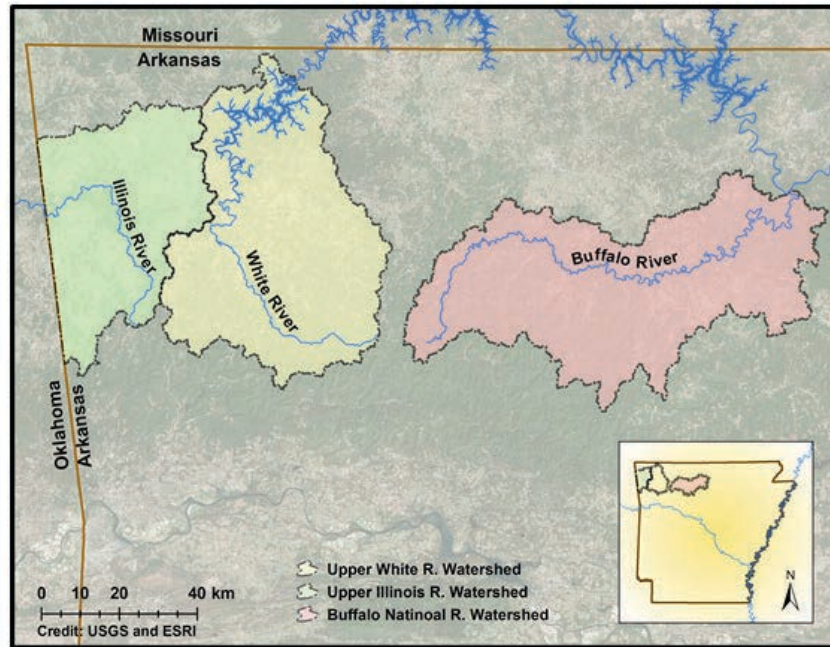 Missouri
Arkansas
Illinois River
White River
Buffalo River
Oklahoma
Arkansas
0 10 20 40 km
Credit: USGS and ESRI
Upper White R. Watershed
Upper Illinois R. Watershed
Buffalo Natinoal R. Watershed
N